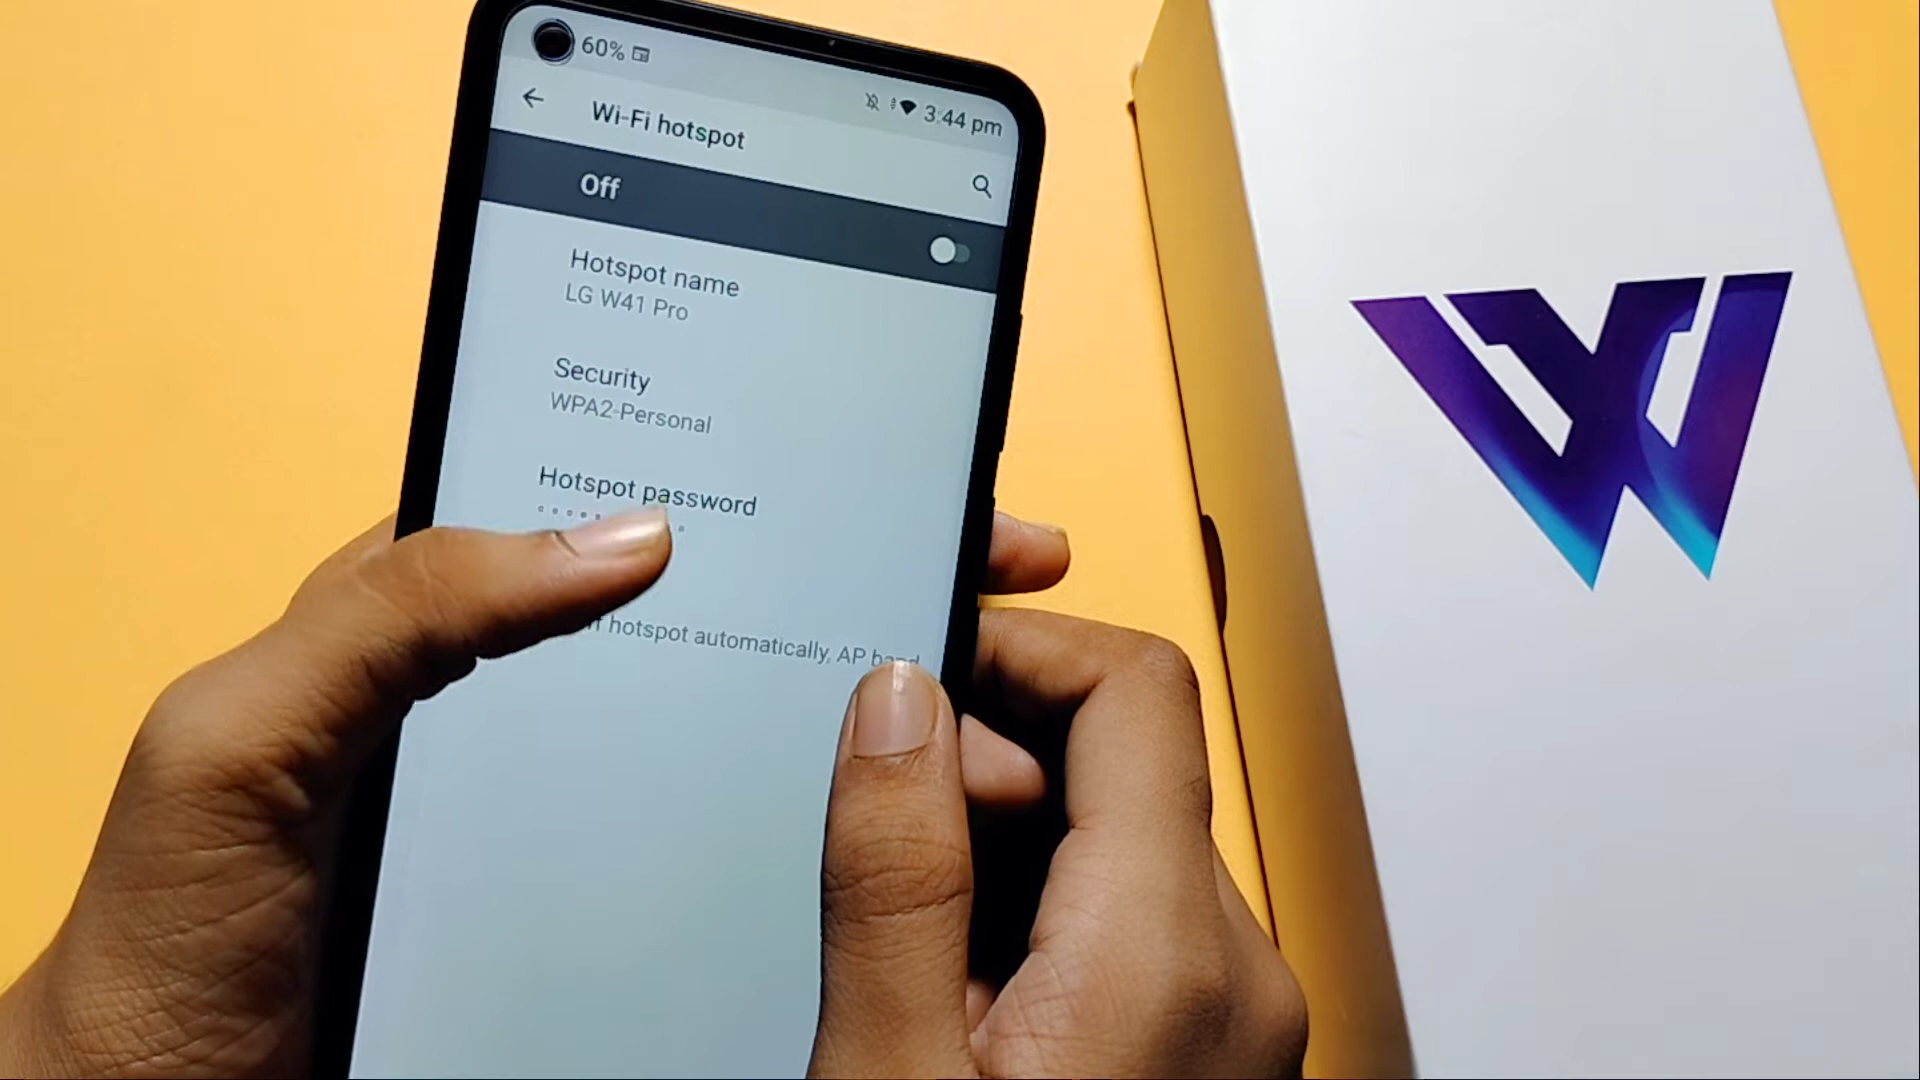 60%
3:44 pm
Wi-Fi hotspot
Off
Hotspot name
LG W41 Pro
Security
WPA2-Personal
Hotspot password
hotspot automatically, AP band
W